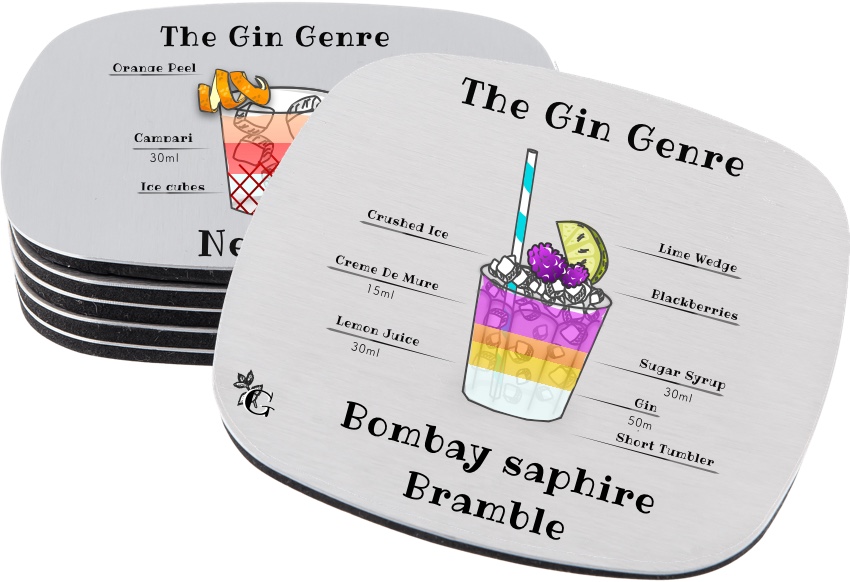 The Gin Genre
Orange Peel
Campari
30ml
Ice cubes
Ne
The Gin Genre
Crushed Ice
Creme De Mure
15ml
Lemon Juice
30ml
Lime Wedge
Blackberries
Sugar Syrup
30ml
Gin
50m
Short Tumbler
G
Bombay saphire
Bramble